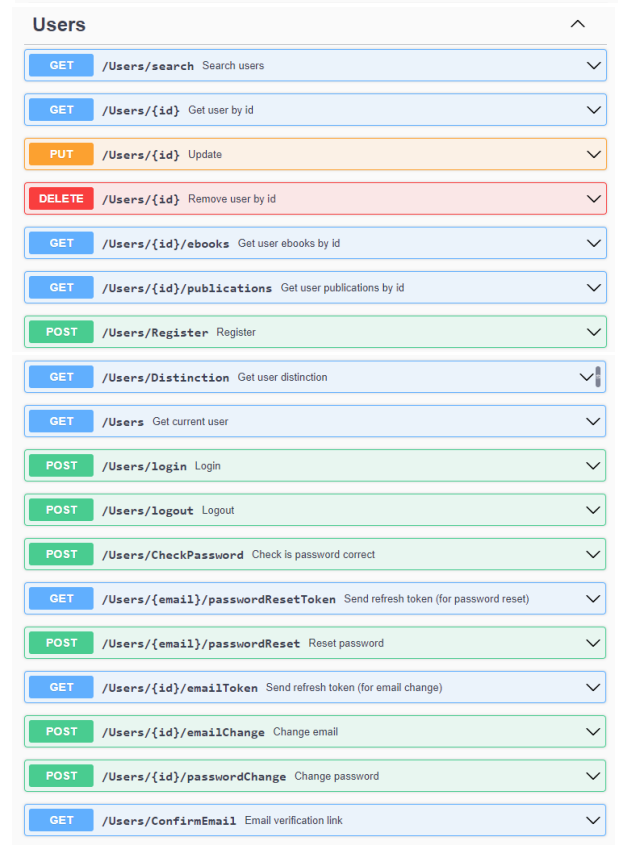 Users
GET /Users/search Search users
GET /Users/{id} Get user by id
PUT /Users/{id} Update
DELETE /Users/{id} Remove user by id
GET /Users/{id}/ebooks Get user ebooks by id
GET /Users/{id}/publications Get user publications by id
POST /Users/Register Register
GET /Users/Distinction Get user distinction
GET /Users Get current user
POST /Users/login Login
POST /Users/logout Logout
POST /Users/CheckPassword Check is password correct
GET /Users/{email}/passwordResetToken Send refresh token (for password reset)
POST /Users/{email}/passwordReset Reset password
GET /Users/{id}/emailToken Send refresh token (for email change)
POST /Users/{id}/emailChange Change email
POST /Users/{id}/passwordChange Change password
GET /Users/ConfirmEmail Email verification link